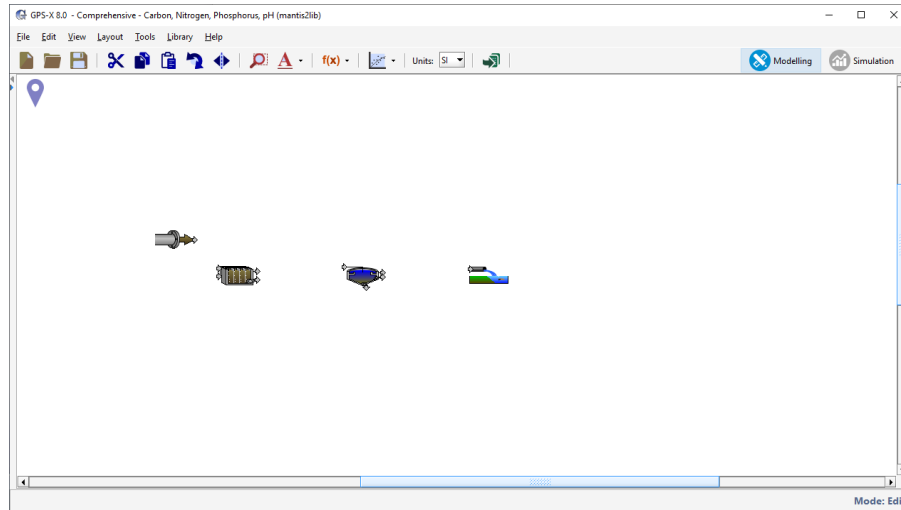 GPS-X 8.0 - Comprehensive - Carbon, Nitrogen, Phosphorus, pH (mantis2lib)
File Edit View Layout Tools Library Help
A f(x) Units: SI Modelling Simulation
Mode: Edi